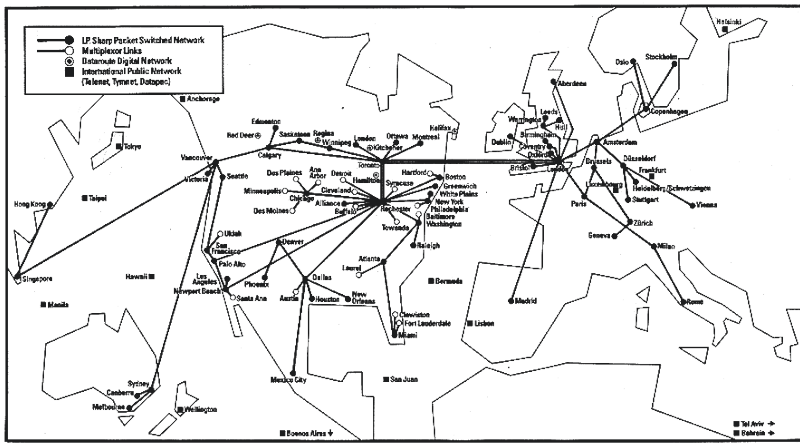 I.P. Sharp Packet Switched Network
Multiplexor Links
Dataroute Digital Network
International Public Network
(Telenet, Tymnet, Datapac)
Helsinki
Oslo
Stockholm
Copenhagen
Anchorage
Aberdeen
Edmonton
Red Deer
Saskatoon
Regina
Winnipeg
London
Kitchener
Ottawa
Montreal
Halifax
Warrington
Leeds
Hull
Dublin
Birmingham
Coventry
Oxford
Bristol
London
Amsterdam
Tokyo
Calgary
Vancouver
Victoria
Seattle
Toronto
Hamilton
Brussels
Düsseldorf
Frankfurt
Luxembourg
Heidelberg/Schwetzingen
Stuttgart
Vienna
Paris
Zürich
Geneva
Milan
Rome
Des Plaines
Ann
Arbor
Detroit
Minneapolis
Chicago
Cleveland
Syracuse
Hartford
Boston
Greenwich
White Plains
New York
Philadelphia
Baltimore
Washington
Des Moines
Alliance
Buffalo
Rochester
Towanda
Raleigh
Taipei
Hong Kong
Singapore
Manila
Hawaii
Ukiah
San
Francisco
Palo Alto
Los
Angeles
Newport Beach
Santa Ana
Denver
Phoenix
Dallas
Austin
Houston
New
Orleans
Laurel
Atlanta
Clewiston
Fort Lauderdale
Miami
Bermuda
Lisbon
Madrid
Mexico City
San Juan
Sydney
Canberra
Melbourne
Wellington
Buenos Aires
Tel Aviv
Bahrain